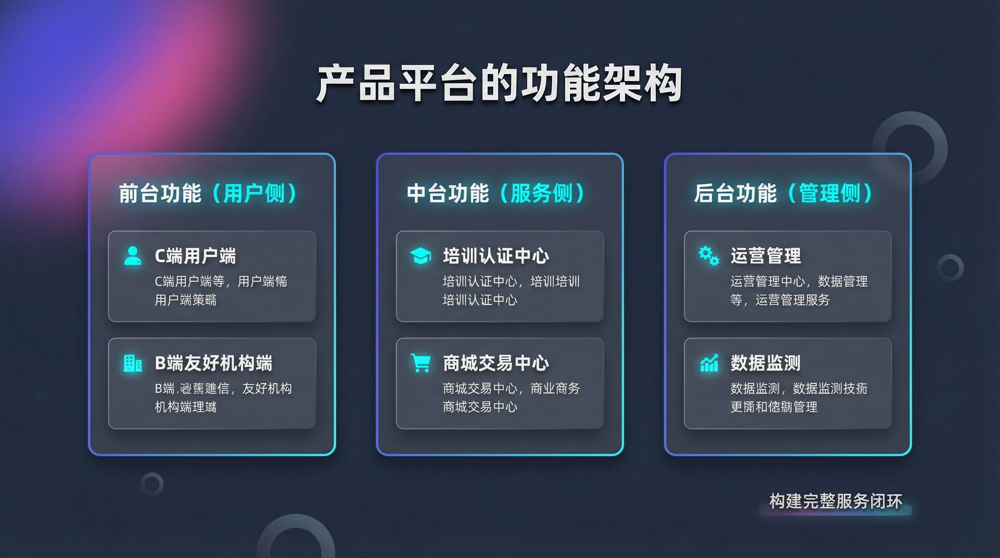 产品平台的功能架构
前台功能（用户侧）
C端用户端
C端用户端等，用户端
用户端策
B端友好机构端
B端 信，友好机构
机构端理
中台功能（服务侧）
培训认证中心
培训认证中心，培训培训
培训认证中心
商城交易中心
商城交易中心，商业商务
商城交易中心
后台功能（管理侧）
运营管理
运营管理中心，数据管理
等，运营管理服务
数据监测
数据监测，数据监测技
更 和 管理
构建完整服务闭环